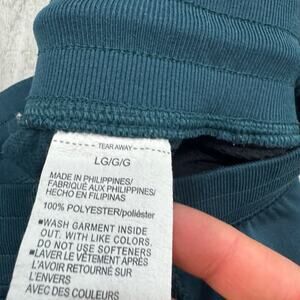 TEAR AWAY
LG/G/G
MADE IN PHILIPPINES/
FABRIQUÉ AUX PHILIPPINES/
HECHO EN FILIPINAS
100% POLYESTER/poliéster
■WASH GARMENT INSIDE
OUT. WITH LIKE COLORS.
DO NOT USE SOFTENERS
■LAVER LE VÊTEMENT APRÈS
L'AVOIR RETOURNÉ SUR
L'ENVERS
AVEC DES COULEURS